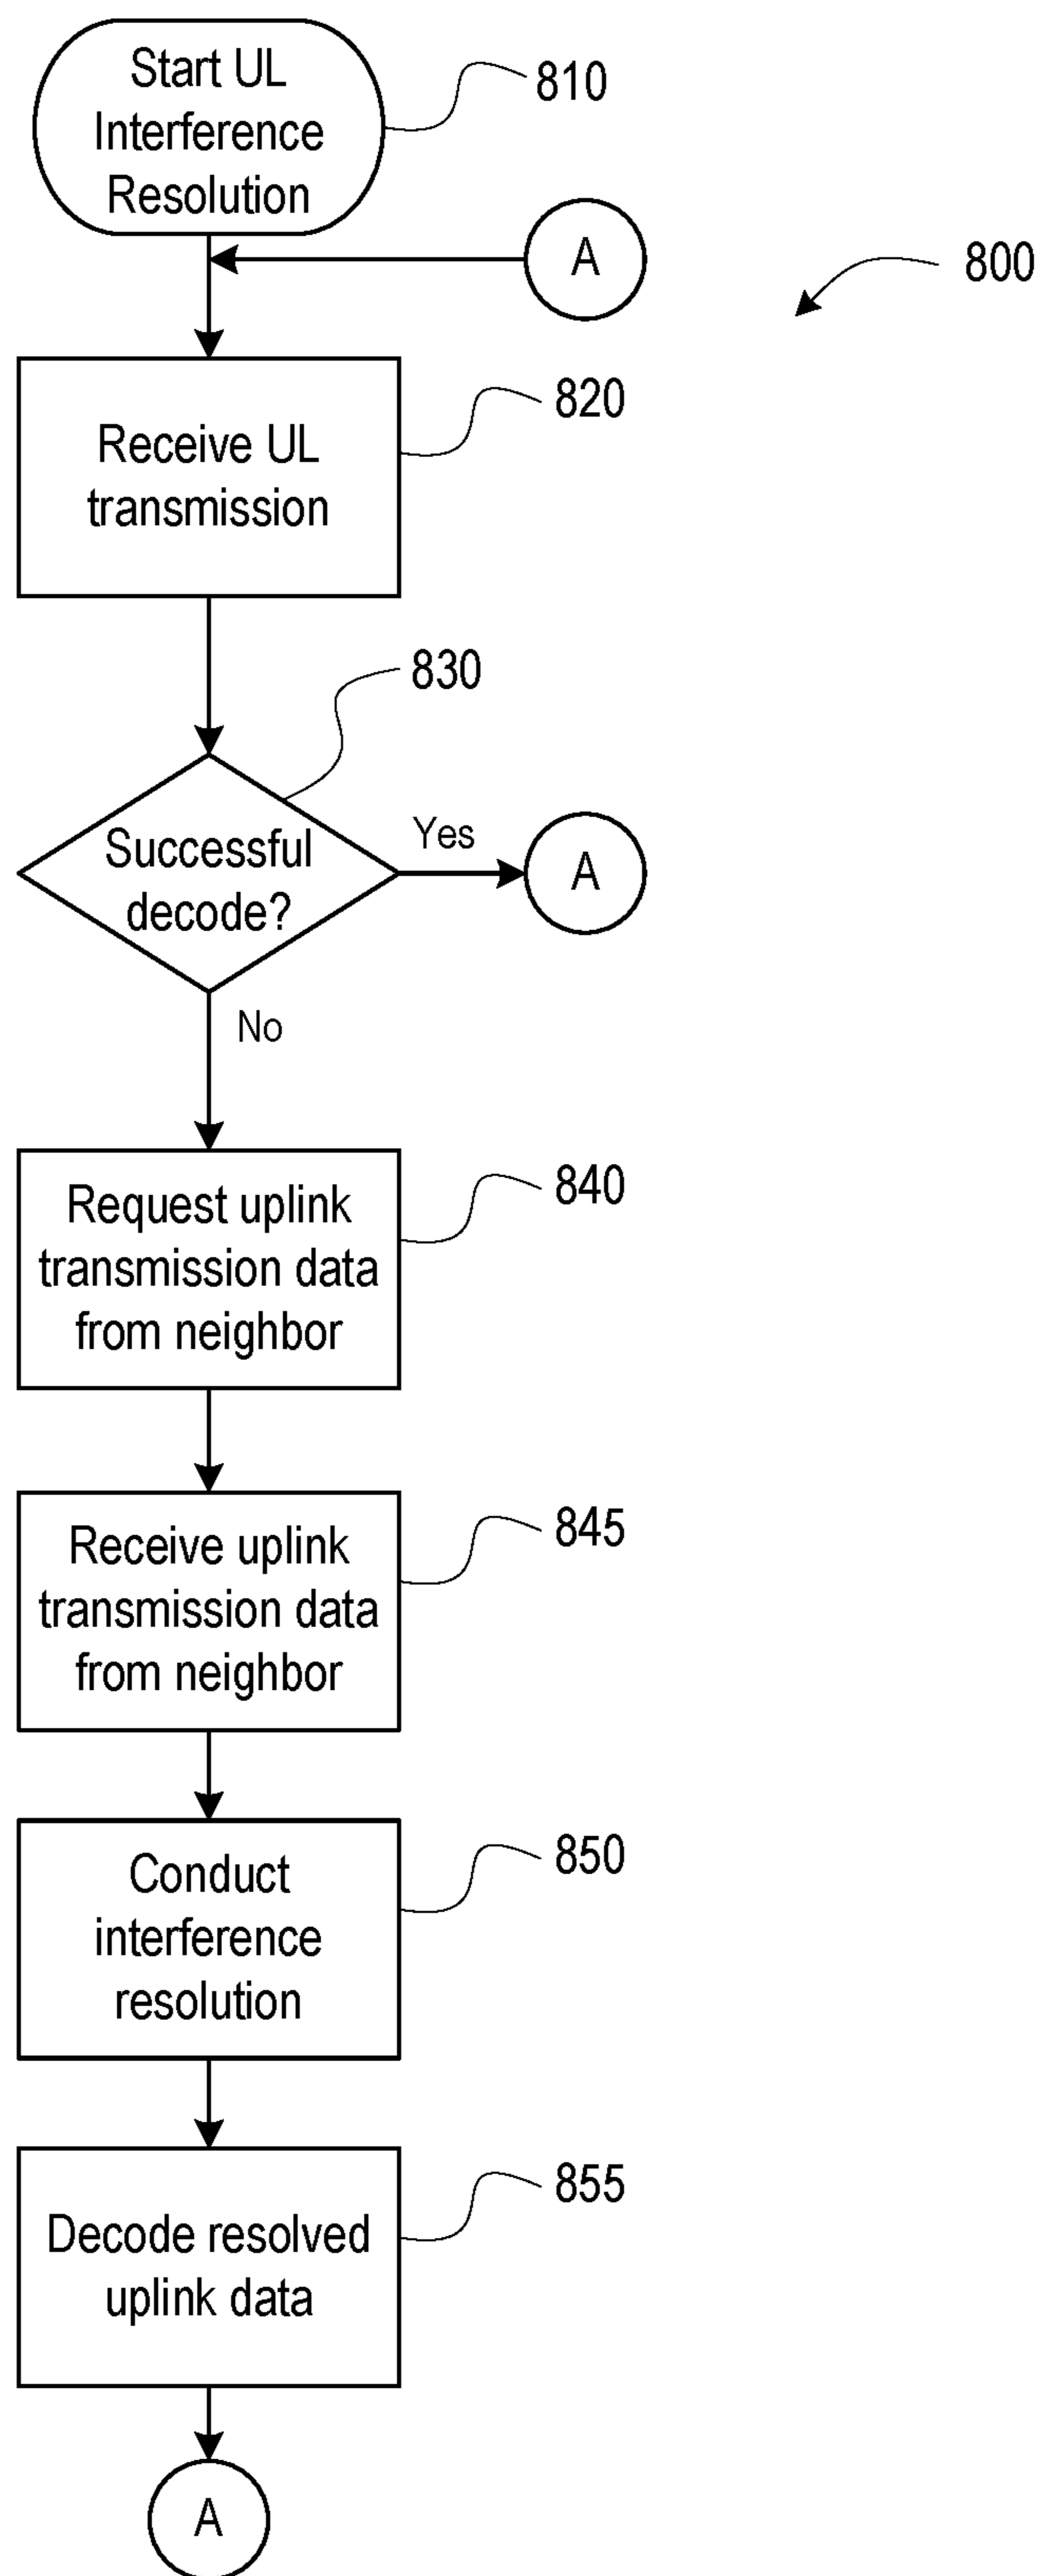 Start UL
Interference
Resolution
810
A
800
Receive UL
transmission
820
830
Successful
decode?
Yes
A
No
Request uplink
transmission data
from neighbor
840
Receive uplink
transmission data
from neighbor
845
Conduct
interference
resolution
850
Decode resolved
uplink data
855
A